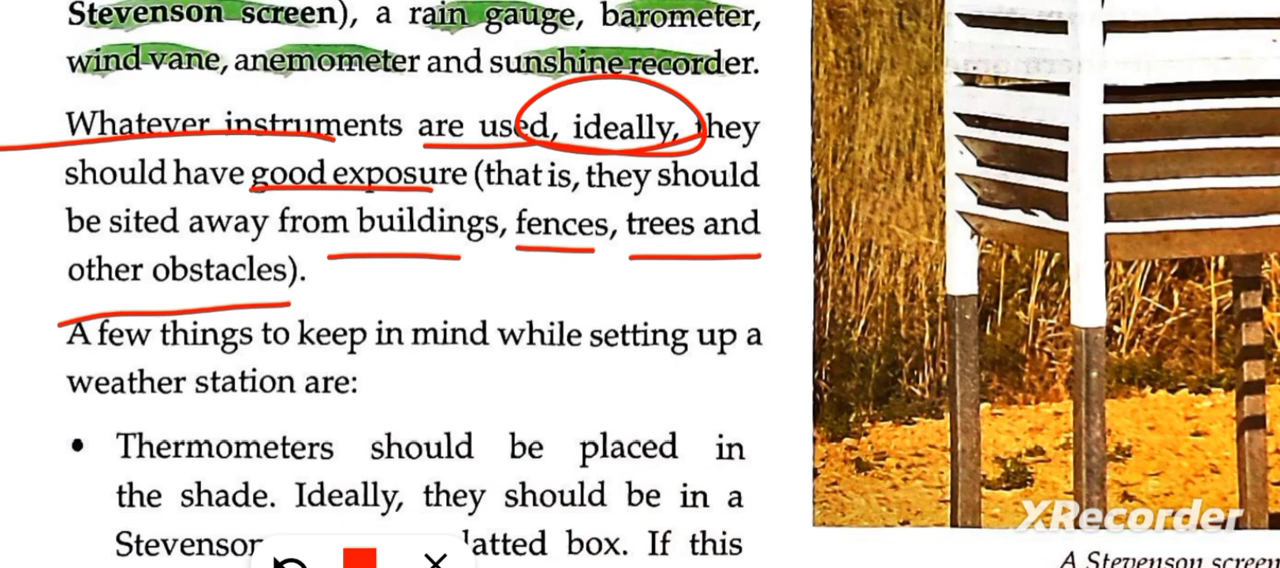 Stevenson screen), a rain gauge, barometer,
wind vane, anemometer and sunshine recorder.
Whatever instruments are used, ideally, they
should have good exposure (that is, they should
be sited away from buildings, fences, trees and
other obstacles).
A few things to keep in mind while setting up a
weather station are:
• Thermometers should be placed in
the shade. Ideally, they should be in a
latted box. If this
XRecorder
A Stevenson screen